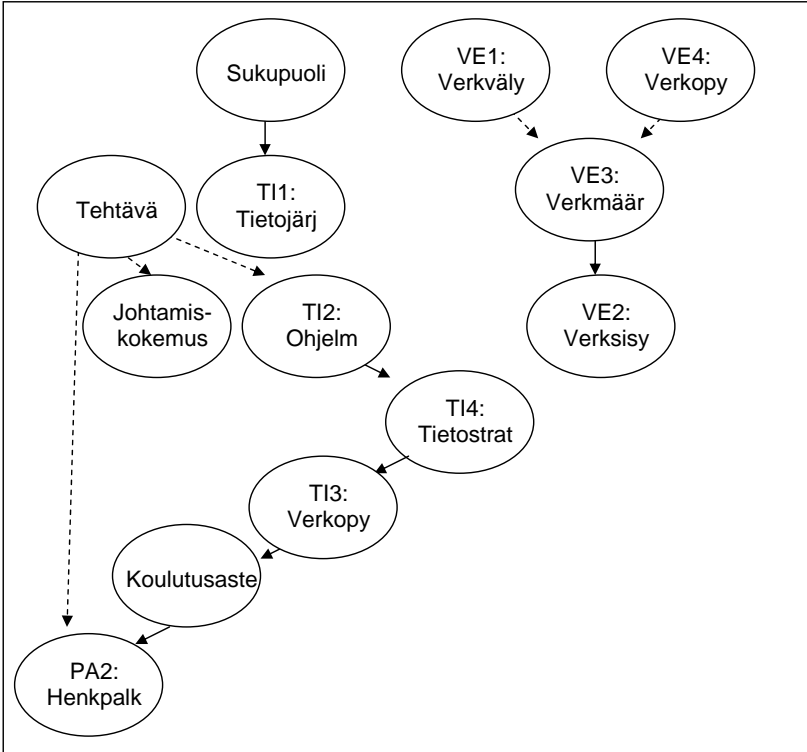 Sukupuoli
VE1:
Verkväly
VE4:
Verkopy
TI1:
Tietojärj
VE3:
Verkmäär
Tehtävä
Johtamis-
kokemus
TI2:
Ohjelm
VE2:
Verksisy
TI4:
Tietostrat
TI3:
Verkopy
Koulutusaste
PA2:
Henkpalk